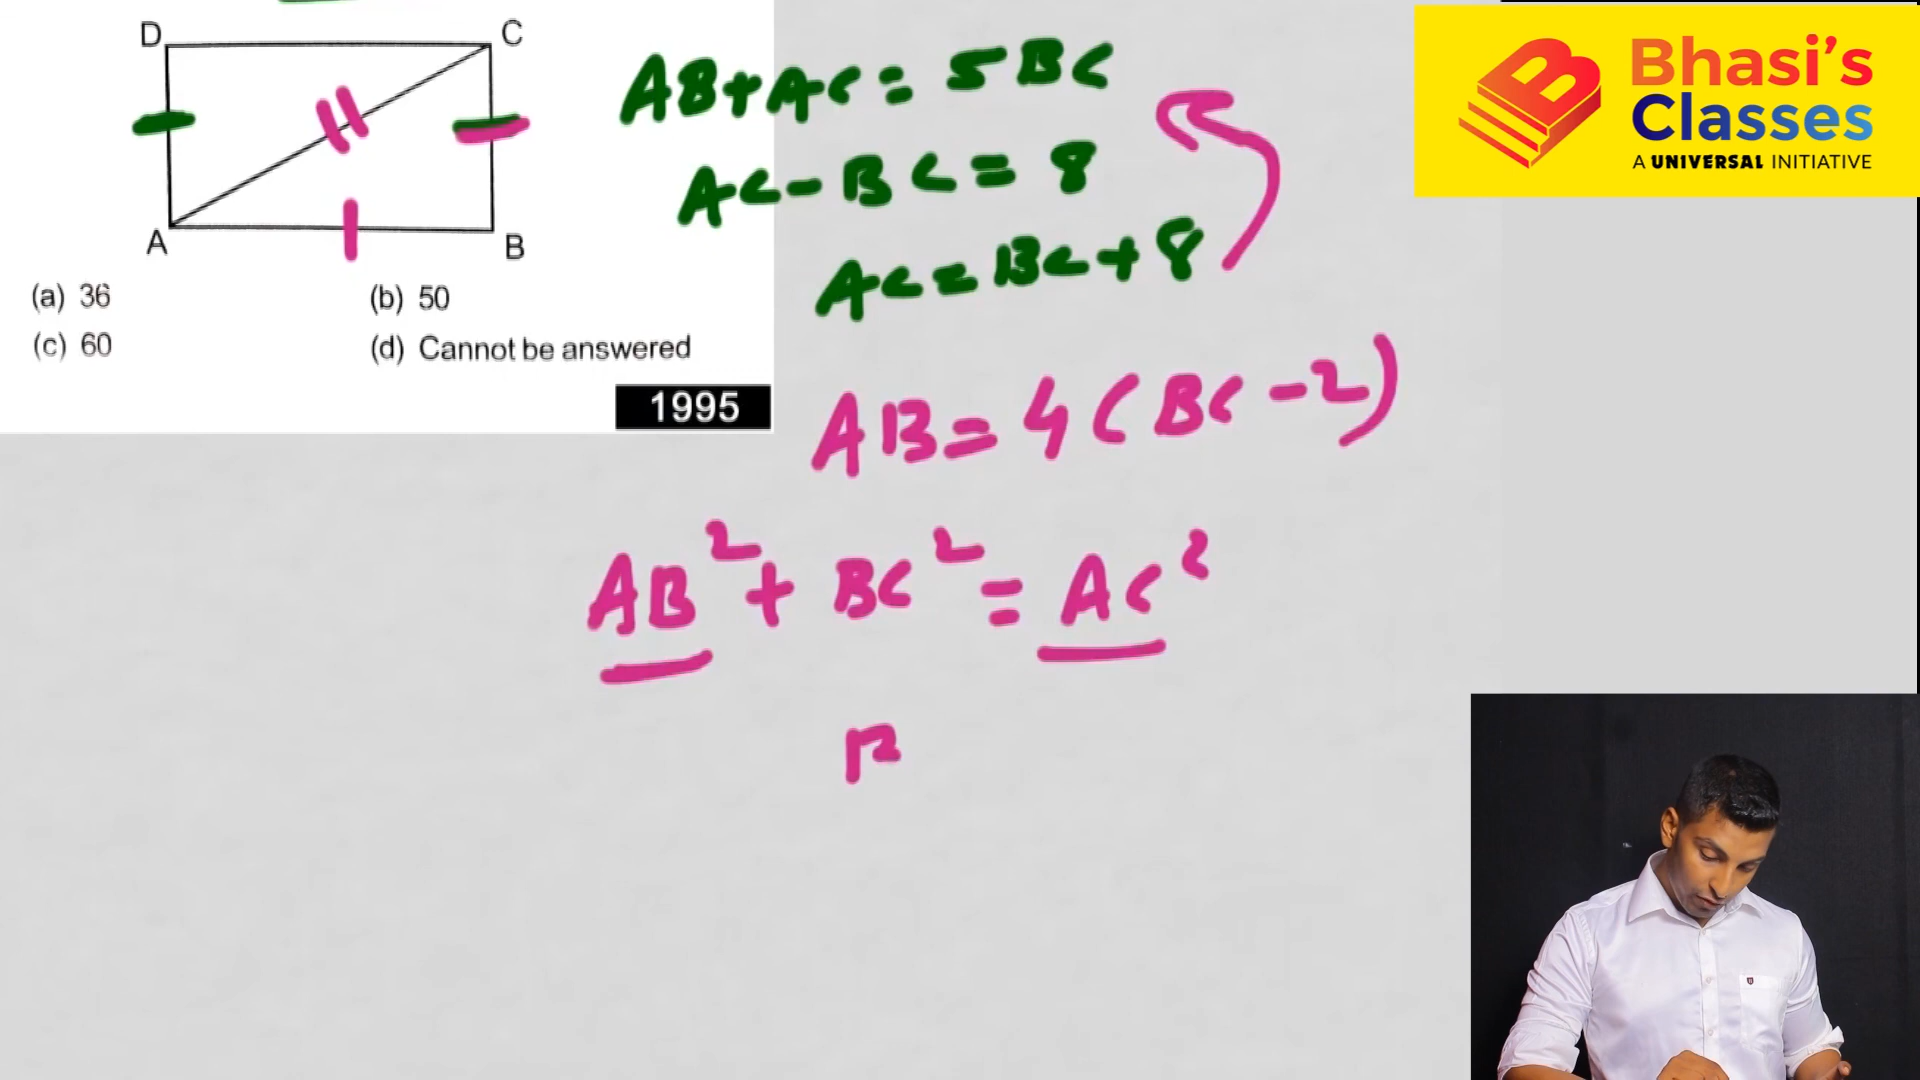 D
C
A
B
(a) 36
(b) 50
(c) 60
(d) Cannot be answered
1995
AB+AC = 5BC
AC-BC = 8
AC=BC+8
AB=4(BC-2)
AB²+BC²=AC²
Bhasi's
Classes
A UNIVERSAL INITIATIVE